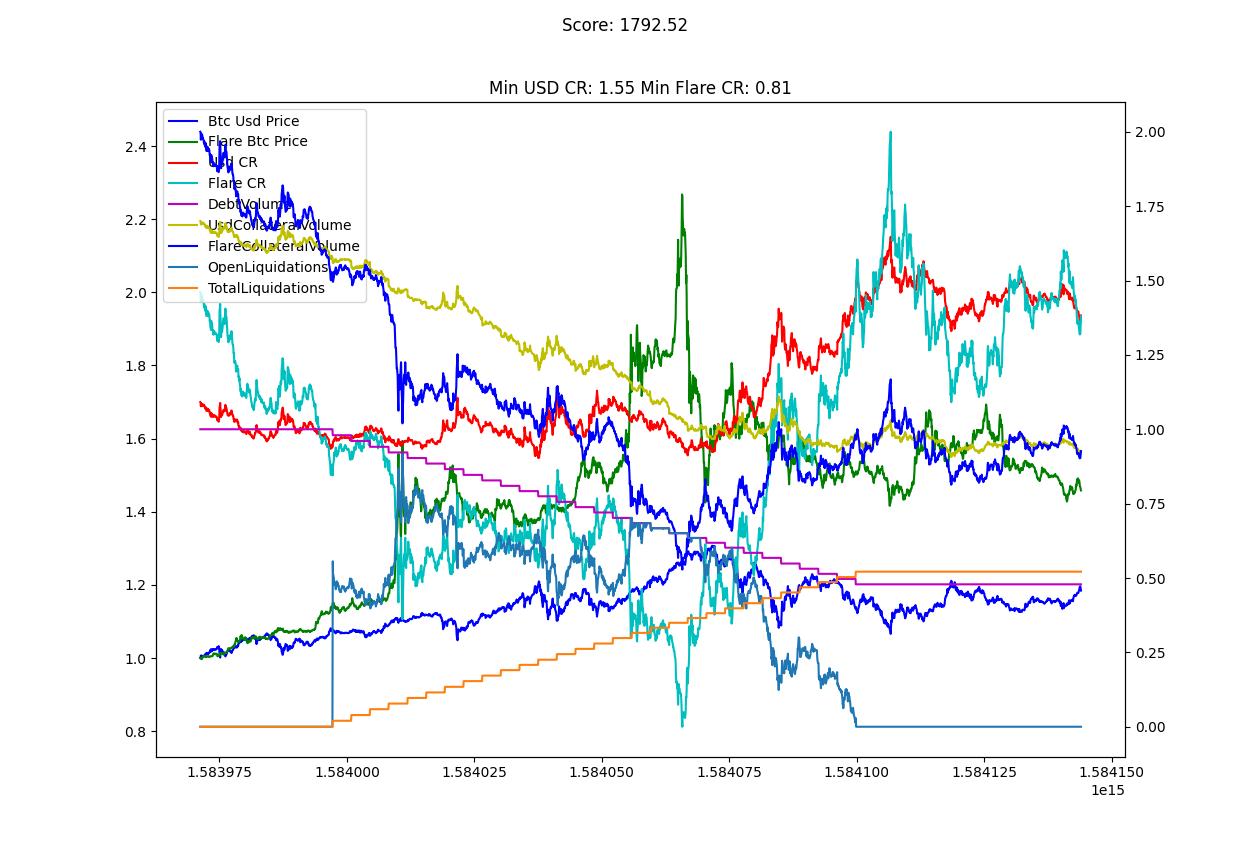 Score: 1792.52
Min USD CR: 1.55 Min Flare CR: 0.81
Btc Usd Price
Flare Btc Price
Usd CR
Flare CR
DebtVolume
UsdCollateralVolume
FlareCollateralVolume
OpenLiquidations
TotalLiquidations
2.4
2.2
2.0
1.8
1.6
1.4
1.2
1.0
0.8
2.00
1.75
1.50
1.25
1.00
0.75
0.50
0.25
0.00
1.583975 1.584000 1.584025 1.584050 1.584075 1.584100 1.584125 1.584150
1e15